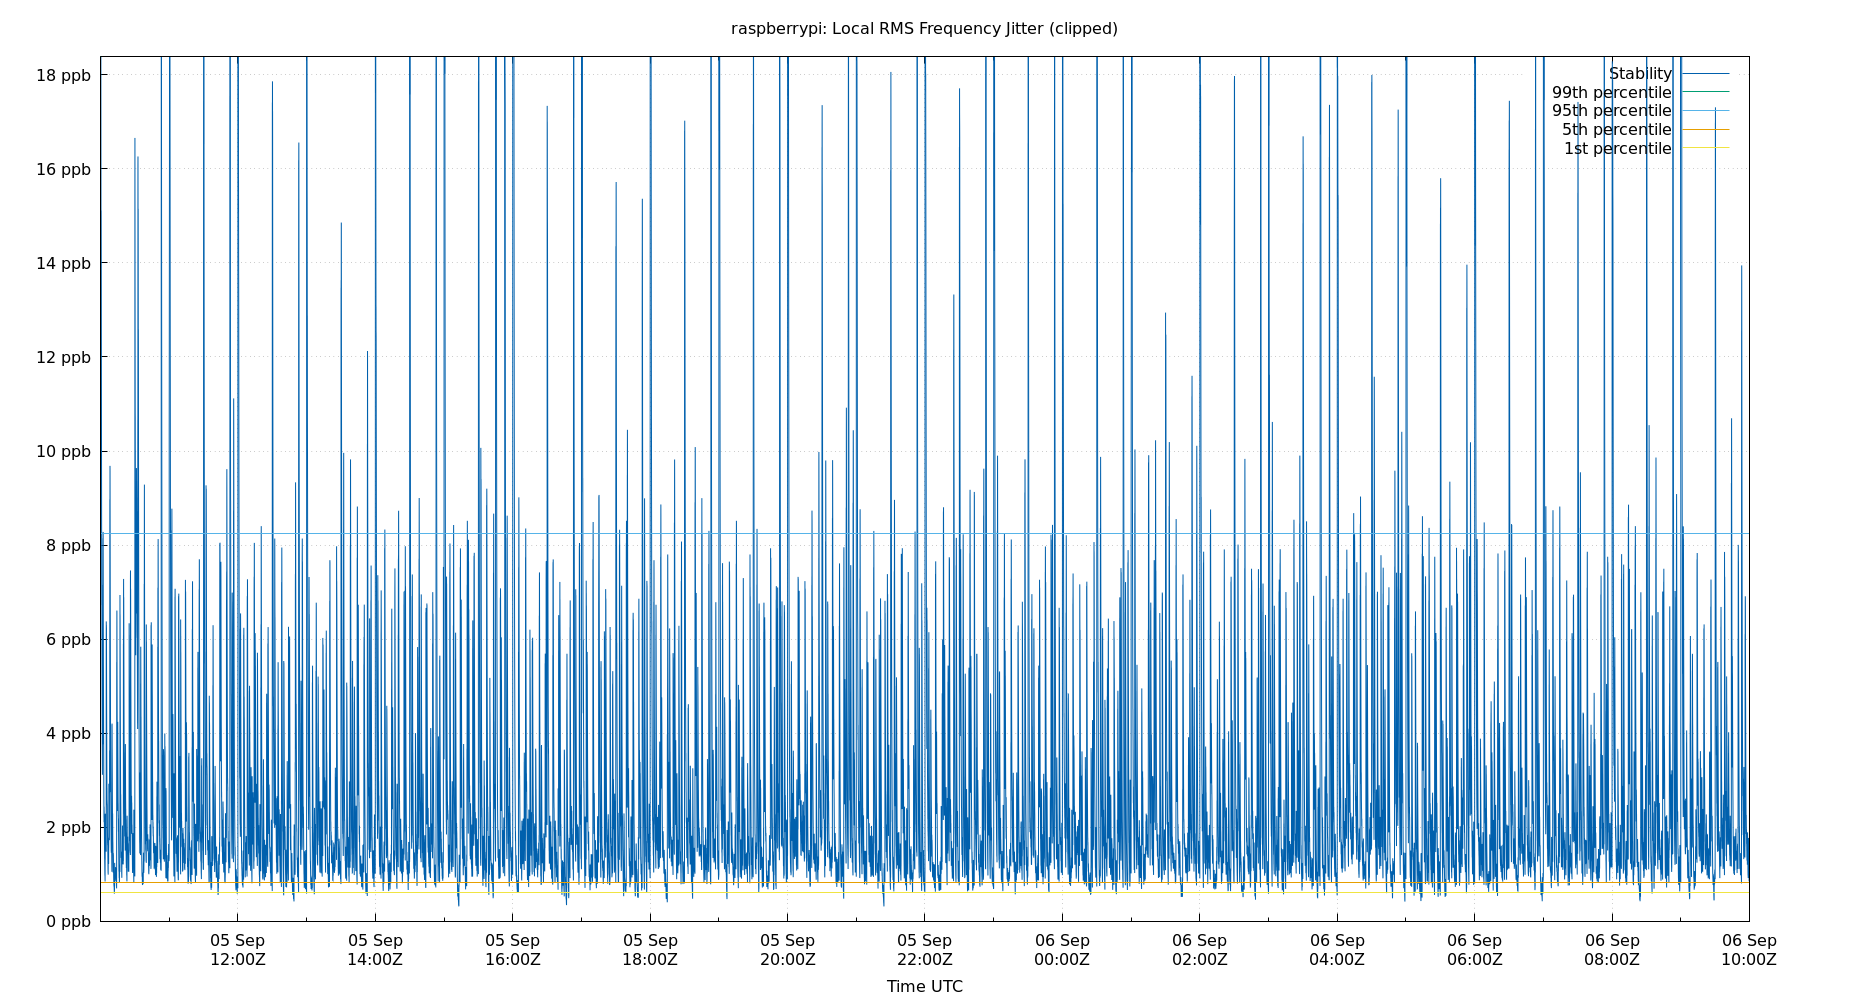 raspberrypi: Local RMS Frequency Jitter (clipped)
18 ppb
16 ppb
14 ppb
12 ppb
10 ppb
8 ppb
6 ppb
4 ppb
2 ppb
0 ppb
Stability
99th percentile
95th percentile
5th percentile
1st percentile
05 Sep
12:00Z
05 Sep
14:00Z
05 Sep
16:00Z
05 Sep
18:00Z
05 Sep
20:00Z
05 Sep
22:00Z
06 Sep
00:00Z
06 Sep
02:00Z
06 Sep
04:00Z
06 Sep
06:00Z
06 Sep
08:00Z
06 Sep
10:00Z
Time UTC